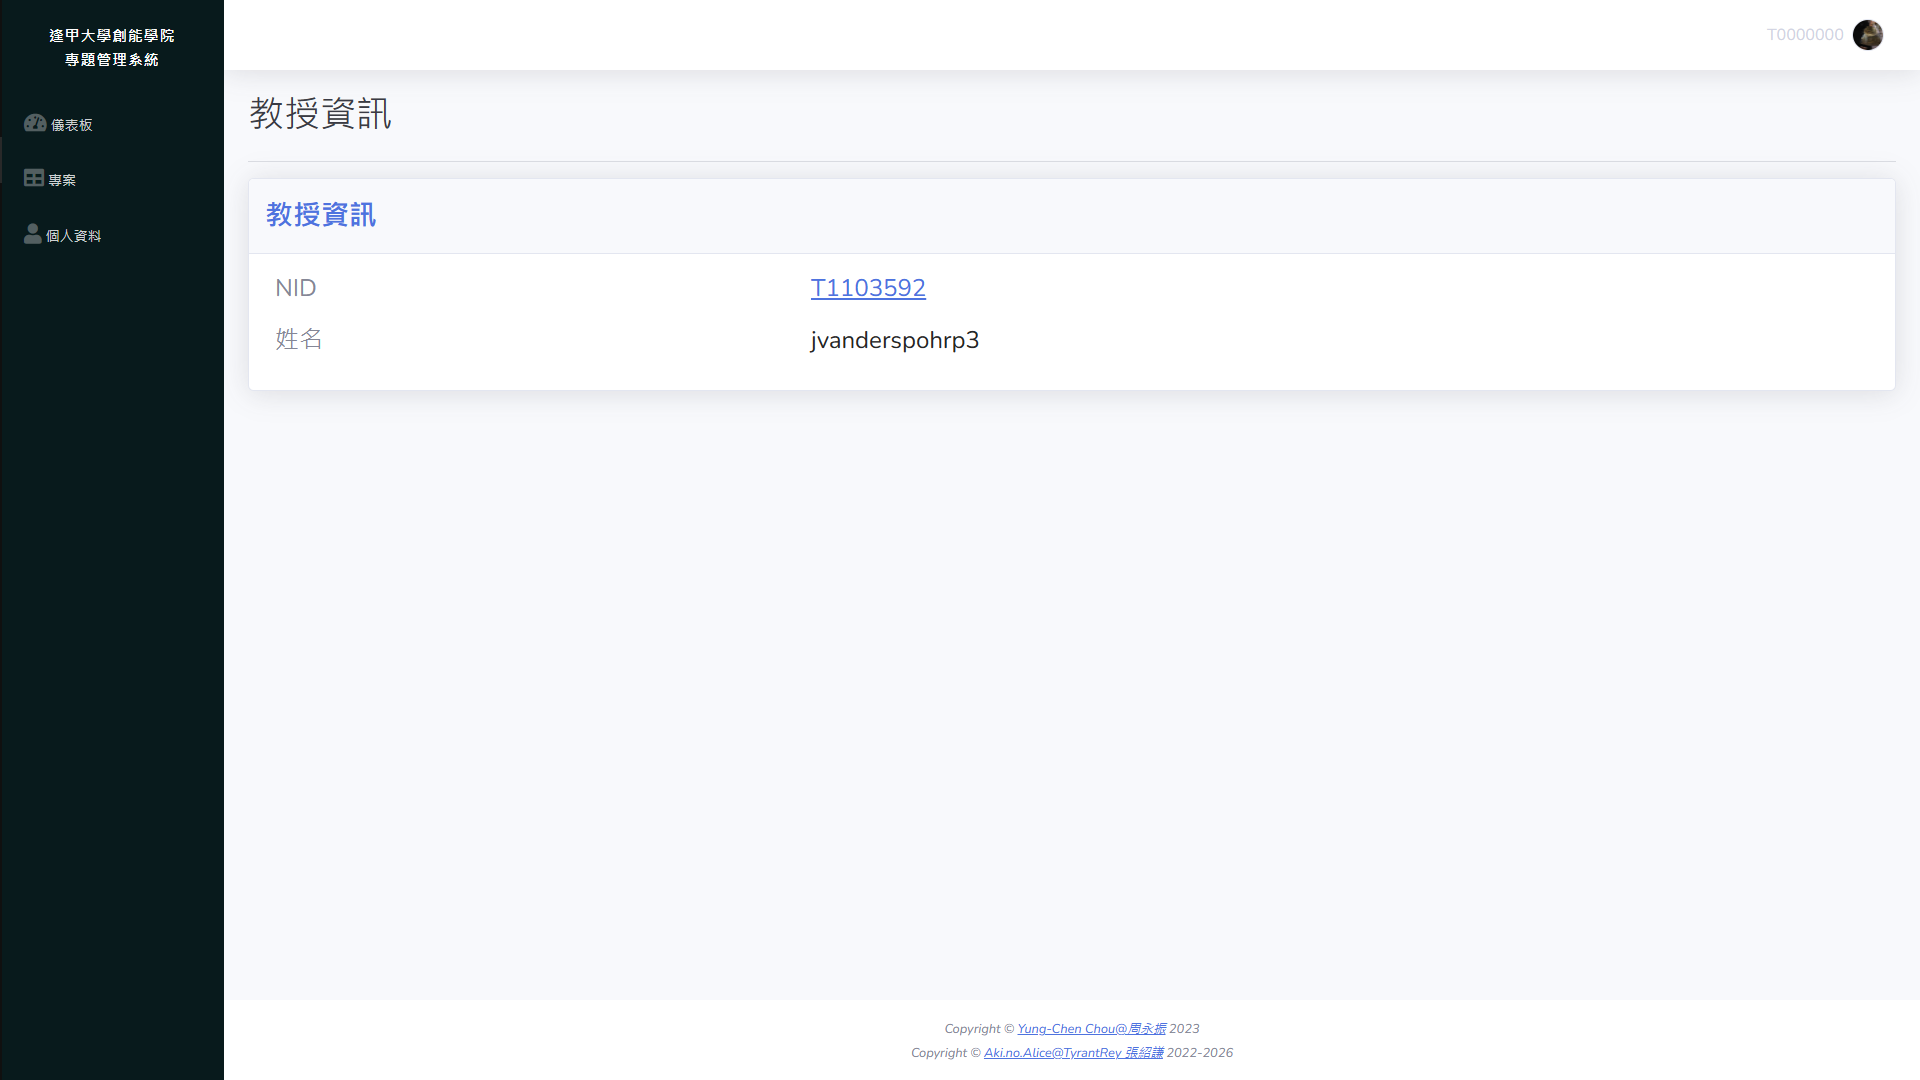 逢甲大學創能學院
專題管理系統
儀表板
專案
個人資料
T0000000
教授資訊
教授資訊
NID
T1103592
姓名
jvanderspohrp3
Copyright © Yung-Chen Chou@周永振 2023
Copyright © Aki.no.Alice@TyrantRey 張紹謙 2022-2026